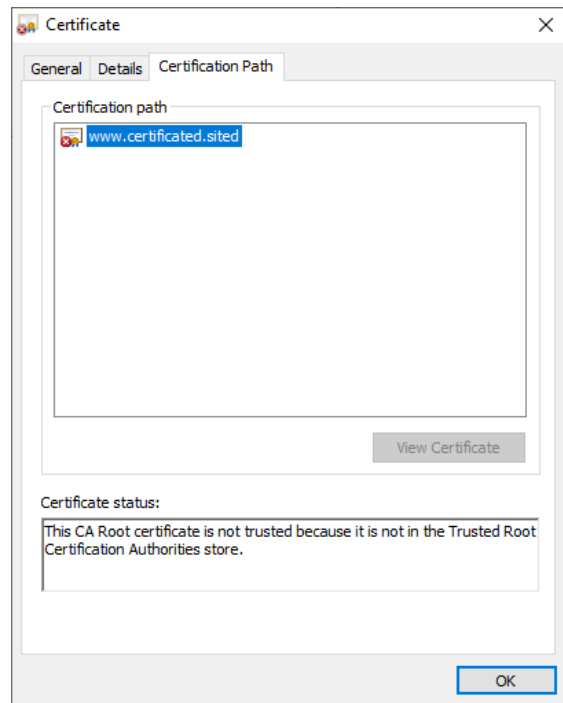 Certificate
General Details Certification Path
Certification path
www.certificated.sited
View Certificate
Certificate status:
This CA Root certificate is not trusted because it is not in the Trusted Root
Certification Authorities store.
OK